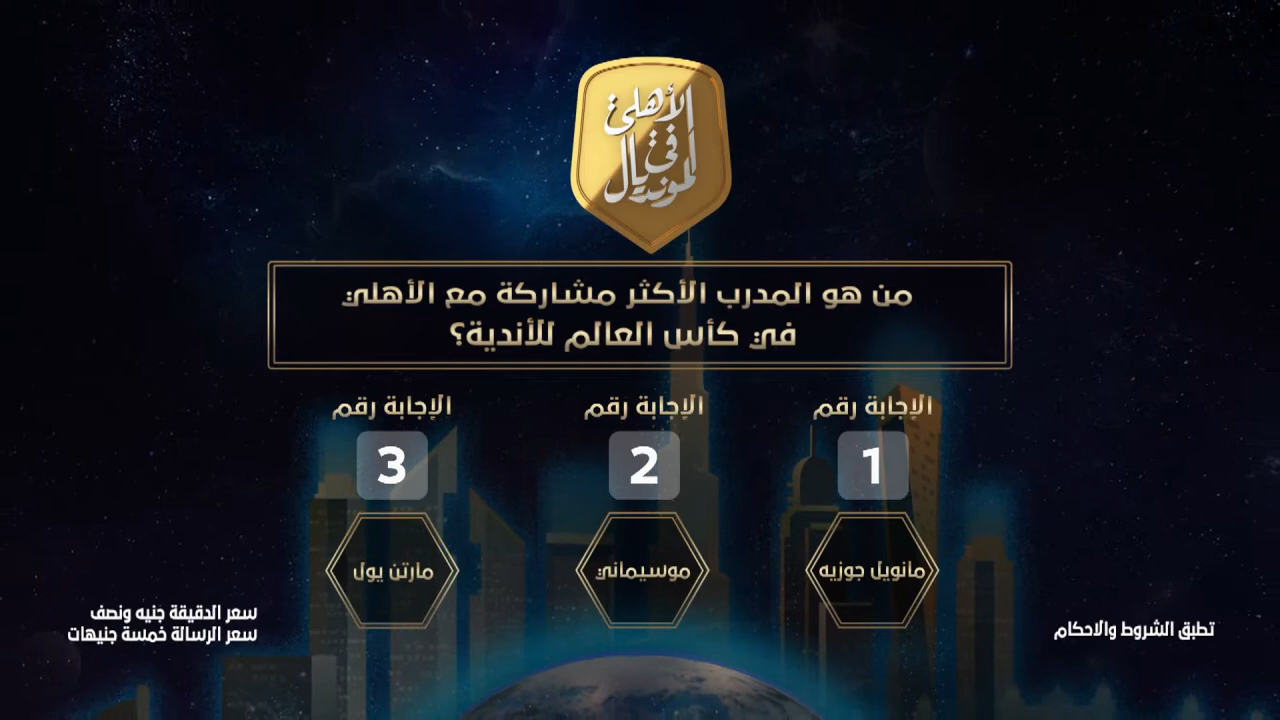 الأهلي
في
المونديال
من هو المدرب الأكثر مشاركة مع الأهلي
في كأس العالم للأندية؟
الإجابة رقم
1
مانويل جوزيه
الإجابة رقم
2
موسيماني
الإجابة رقم
3
مارتن يول
تطبق الشروط والاحكام
سعر الدقيقة جنيه ونصف
سعر الرسالة خمسة جنيهات